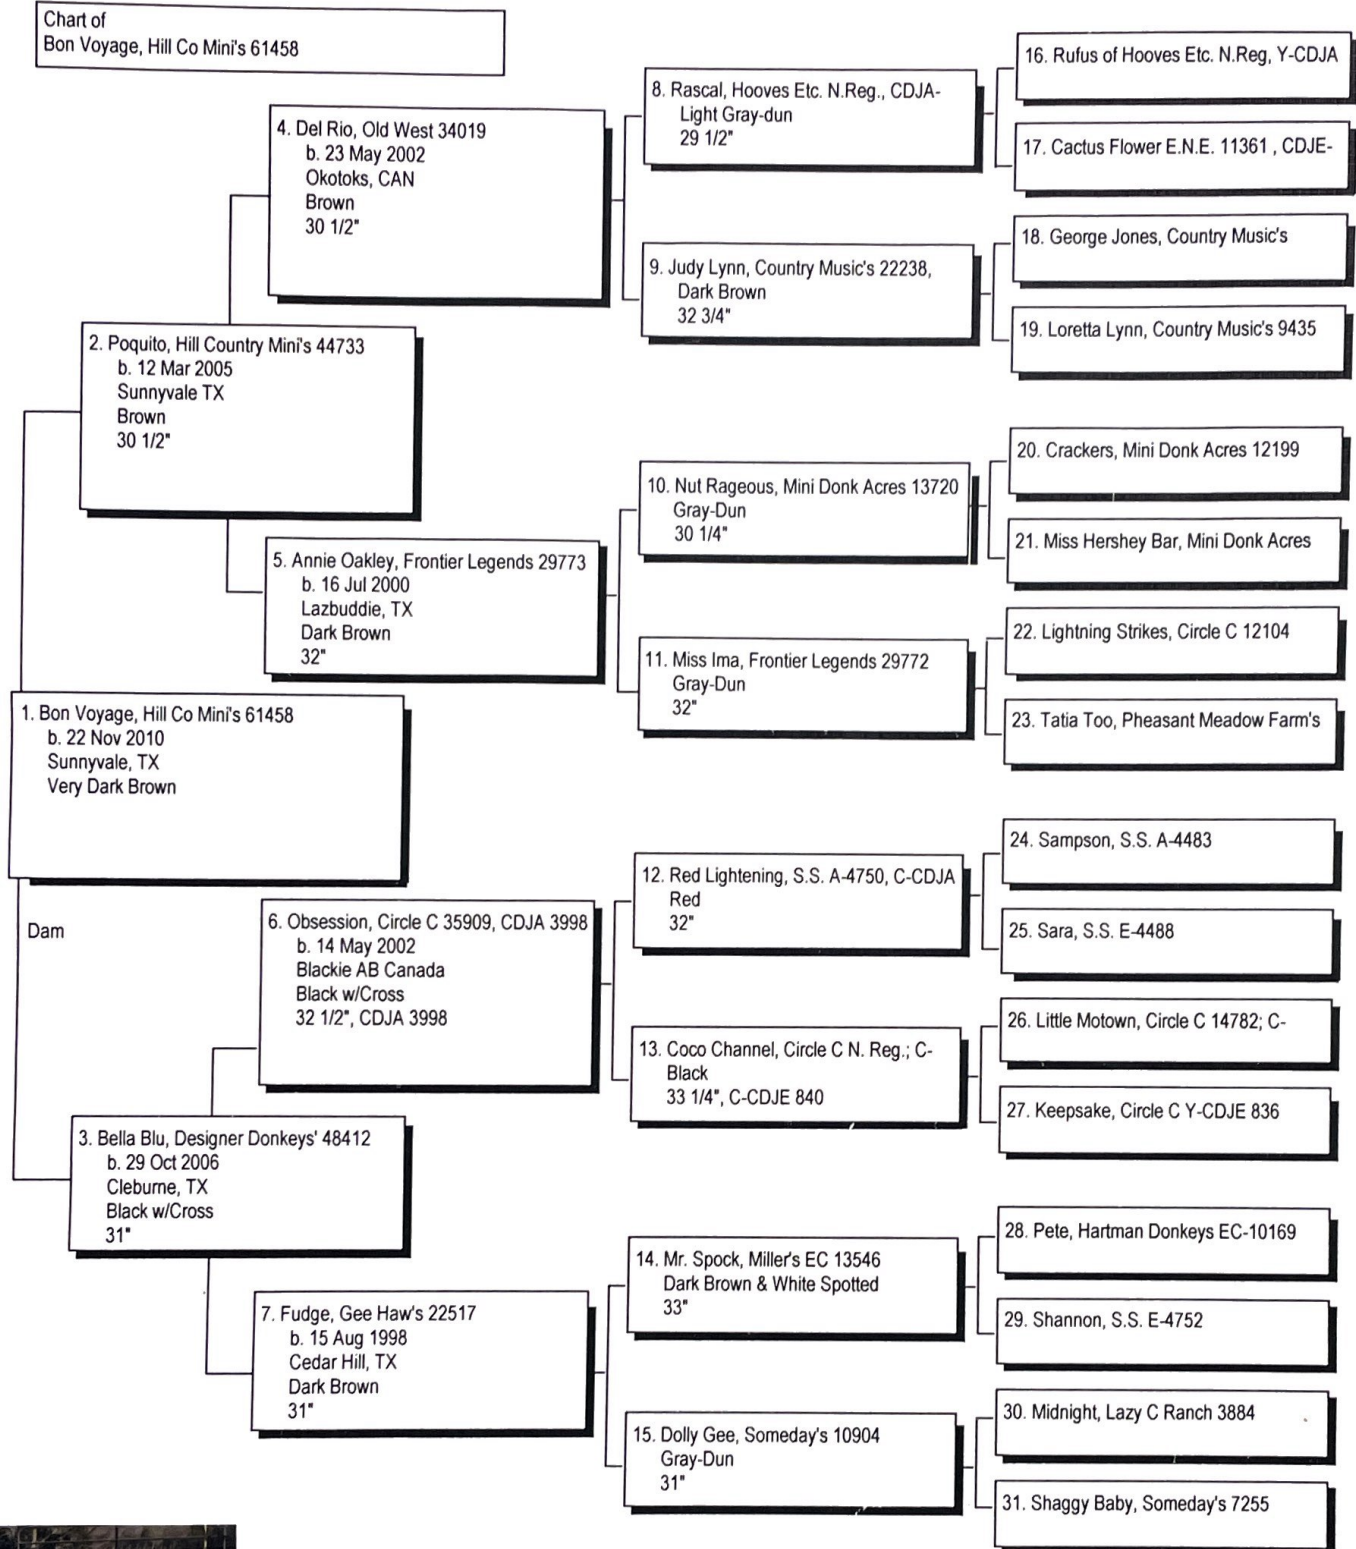 Chart of
Bon Voyage, Hill Co Mini's 61458
1. Bon Voyage, Hill Co Mini's 61458
b. 22 Nov 2010
Sunnyvale, TX
Very Dark Brown
Dam
2. Poquito, Hill Country Mini's 44733
b. 12 Mar 2005
Sunnyvale TX
Brown
30 1/2"
3. Bella Blu, Designer Donkeys' 48412
b. 29 Oct 2006
Cleburne, TX
Black w/Cross
31"
4. Del Rio, Old West 34019
b. 23 May 2002
Okotoks, CAN
Brown
30 1/2"
5. Annie Oakley, Frontier Legends 29773
b. 16 Jul 2000
Lazbuddie, TX
Dark Brown
32"
6. Obsession, Circle C 35909, CDJA 3998
b. 14 May 2002
Blackie AB Canada
Black w/Cross
32 1/2", CDJA 3998
7. Fudge, Gee Haw's 22517
b. 15 Aug 1998
Cedar Hill, TX
Dark Brown
31"
8. Rascal, Hooves Etc. N.Reg., CDJA-
Light Gray-dun
29 1/2"
9. Judy Lynn, Country Music's 22238,
Dark Brown
32 3/4"
10. Nut Rageous, Mini Donk Acres 13720
Gray-Dun
30 1/4"
11. Miss Ima, Frontier Legends 29772
Gray-Dun
32"
12. Red Lightening, S.S. A-4750, C-CDJA
Red
32"
13. Coco Channel, Circle C N. Reg.; C-
Black
33 1/4", C-CDJE 840
14. Mr. Spock, Miller's EC 13546
Dark Brown & White Spotted
33"
15. Dolly Gee, Someday's 10904
Gray-Dun
31"
16. Rufus of Hooves Etc. N.Reg, Y-CDJA
17. Cactus Flower E.N.E. 11361 , CDJE-
18. George Jones, Country Music's
19. Loretta Lynn, Country Music's 9435
20. Crackers, Mini Donk Acres 12199
21. Miss Hershey Bar, Mini Donk Acres
22. Lightning Strikes, Circle C 12104
23. Tatia Too, Pheasant Meadow Farm's
24. Sampson, S.S. A-4483
25. Sara, S.S. E-4488
26. Little Motown, Circle C 14782; C-
27. Keepsake, Circle C Y-CDJE 836
28. Pete, Hartman Donkeys EC-10169
29. Shannon, S.S. E-4752
30. Midnight, Lazy C Ranch 3884
31. Shaggy Baby, Someday's 7255